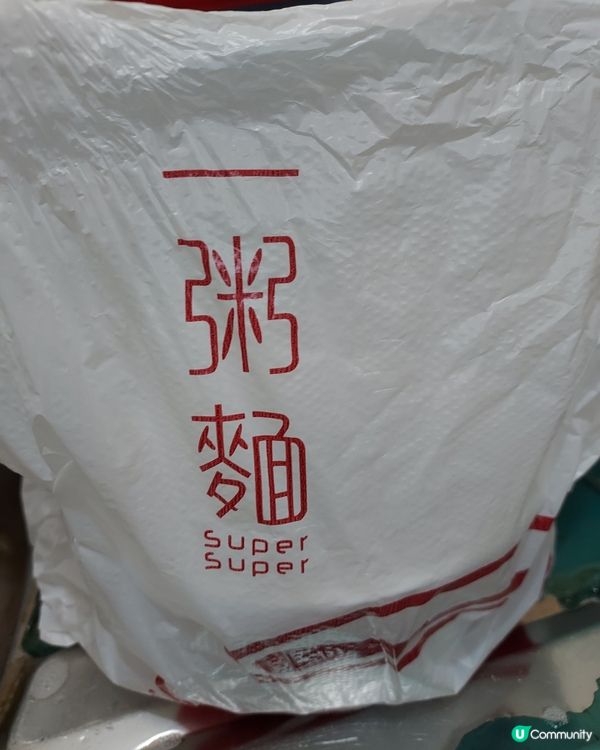 一
粥
麵
super
super
U Community